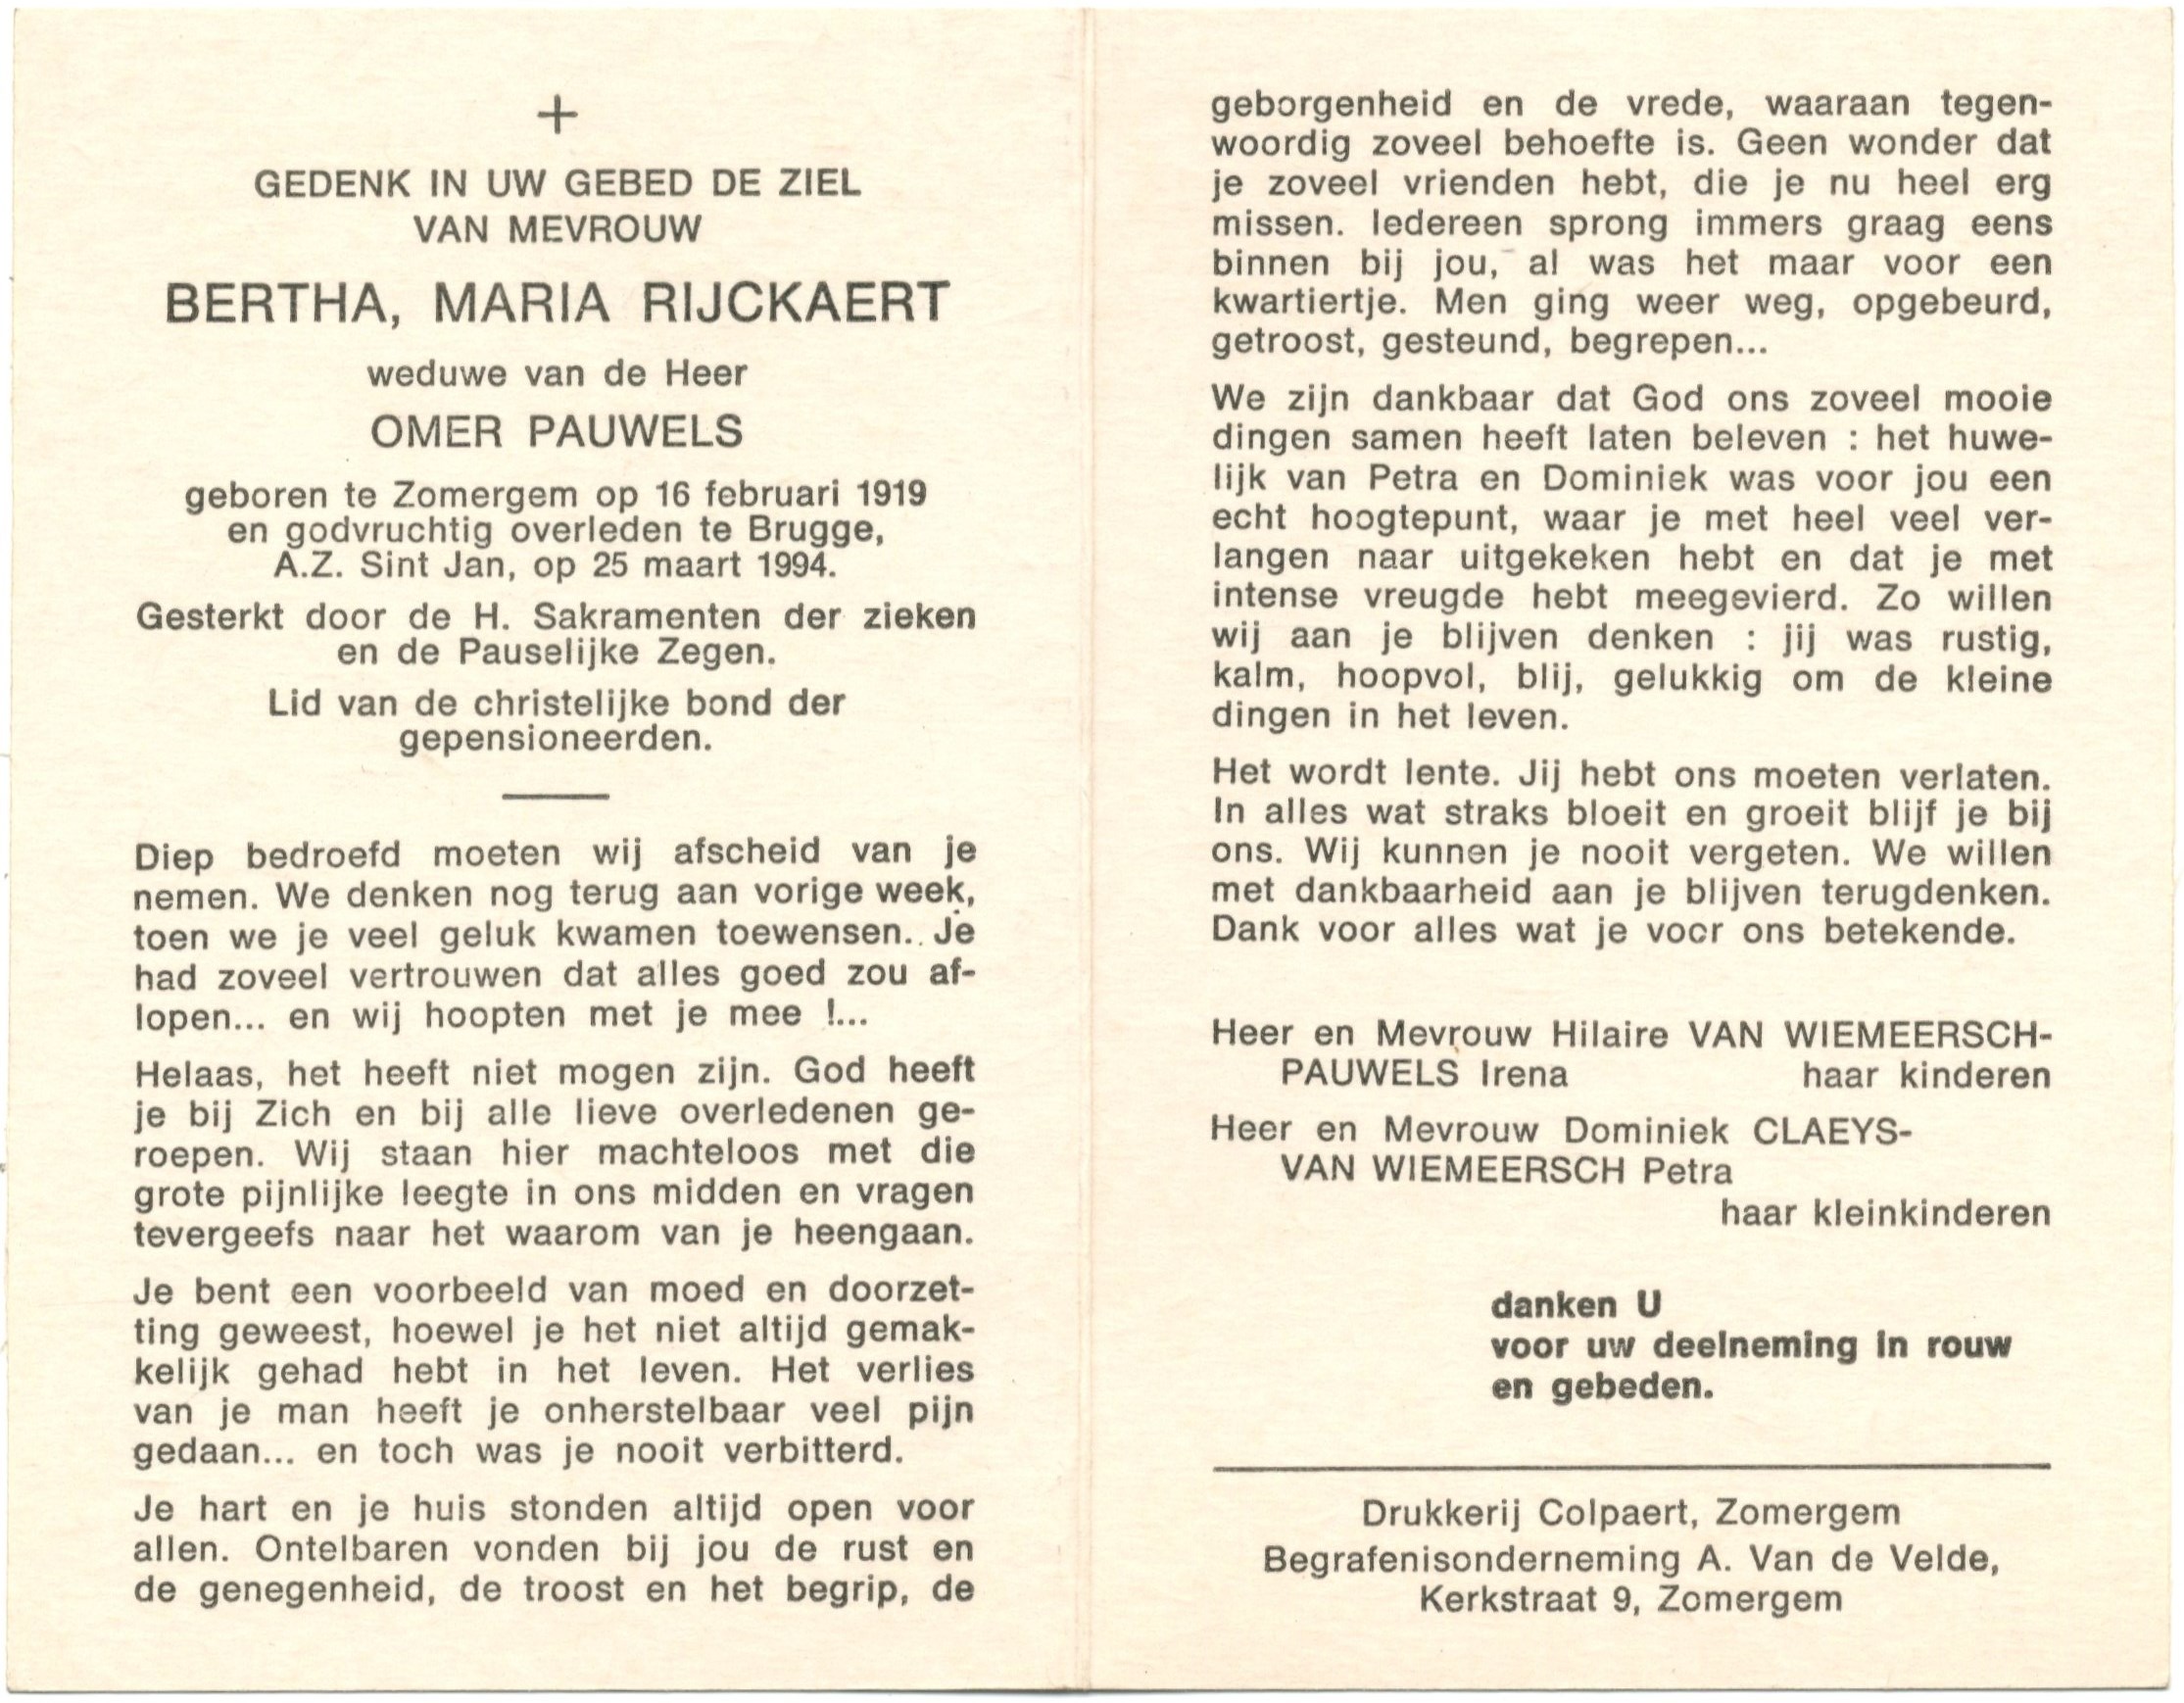 GEDENK IN UW GEBED DE ZIEL
VAN MEVROUW
BERTHA, MARIA RIJCKAERT
weduwe van de Heer
OMER PAUWELS
geboren te Zomergem op 16 februari 1919
en godvruchtig overleden te Brugge,
A.Z. Sint Jan, op 25 maart 1994.
Gesterkt door de H. Sakramenten der zieken
en de Pauselijke Zegen.
Lid van de christelijke bond der
gepensioneerden.
Diep bedroefd moeten wij afscheid van je
nemen. We denken nog terug aan vorige week,
toen we je veel geluk kwamen toewensen. Je
had zoveel vertrouwen dat alles goed zou af-
lopen... en wij hoopten met je mee !...
Helaas, het heeft niet mogen zijn. God heeft
je bij Zich en bij alle lieve overledenen ge-
roepen. Wij staan hier machteloos met die
grote pijnlijke leegte in ons midden en vragen
tevergeefs naar het waarom van je heengaan.
Je bent een voorbeeld van moed en doorzet-
ting geweest, hoewel je het niet altijd gemak-
kelijk gehad hebt in het leven. Het verlies
van je man heeft je onherstelbaar veel pijn
gedaan... en toch was je nooit verbitterd.
Je hart en je huis stonden altijd open voor
allen. Ontelbaren vonden bij jou de rust en
de genegenheid, de troost en het begrip, de
geborgenheid en de vrede, waaraan tegen-
woordig zoveel behoefte is. Geen wonder dat
je zoveel vrienden hebt, die je nu heel erg
missen. Iedereen sprong immers graag eens
binnen bij jou, al was het maar voor een
kwartiertje. Men ging weer weg, opgebeurd,
getroost, gesteund, begrepen...
We zijn dankbaar dat God ons zoveel mooie
dingen samen heeft laten beleven : het huwe-
lijk van Petra en Dominiek was voor jou een
echt hoogtepunt, waar je met heel veel ver-
langen naar uitgekeken hebt en dat je met
intense vreugde hebt meegevierd. Zo willen
wij aan je blijven denken : jij was rustig,
kalm, hoopvol, blij, gelukkig om de kleine
dingen in het leven.
Het wordt lente. Jij hebt ons moeten verlaten.
In alles wat straks bloeit en groeit blijf je bij
ons. Wij kunnen je nooit vergeten. We willen
met dankbaarheid aan je blijven terugdenken.
Dank voor alles wat je voor ons betekende.
Heer en Mevrouw Hilaire VAN WIEMEERSCH-
PAUWELS Irena haar kinderen
Heer en Mevrouw Dominiek CLAEYS-
VAN WIEMEERSCH Petra
haar kleinkinderen
danken U
voor uw deelneming in rouw
en gebeden.
Drukkerij Colpaert, Zomergem
Begrafenisonderneming A. Van de Velde,
Kerkstraat 9, Zomergem